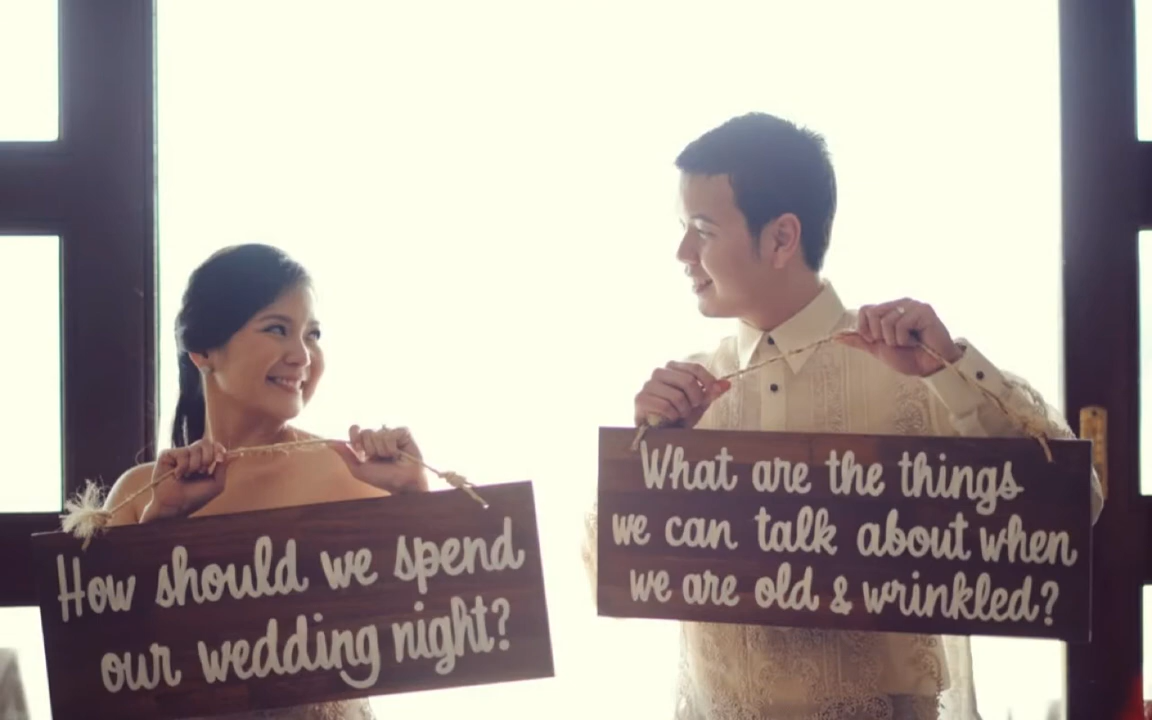 How should we spend
our wedding night?
What are the things
we can talk about when
we are old & wrinkled?